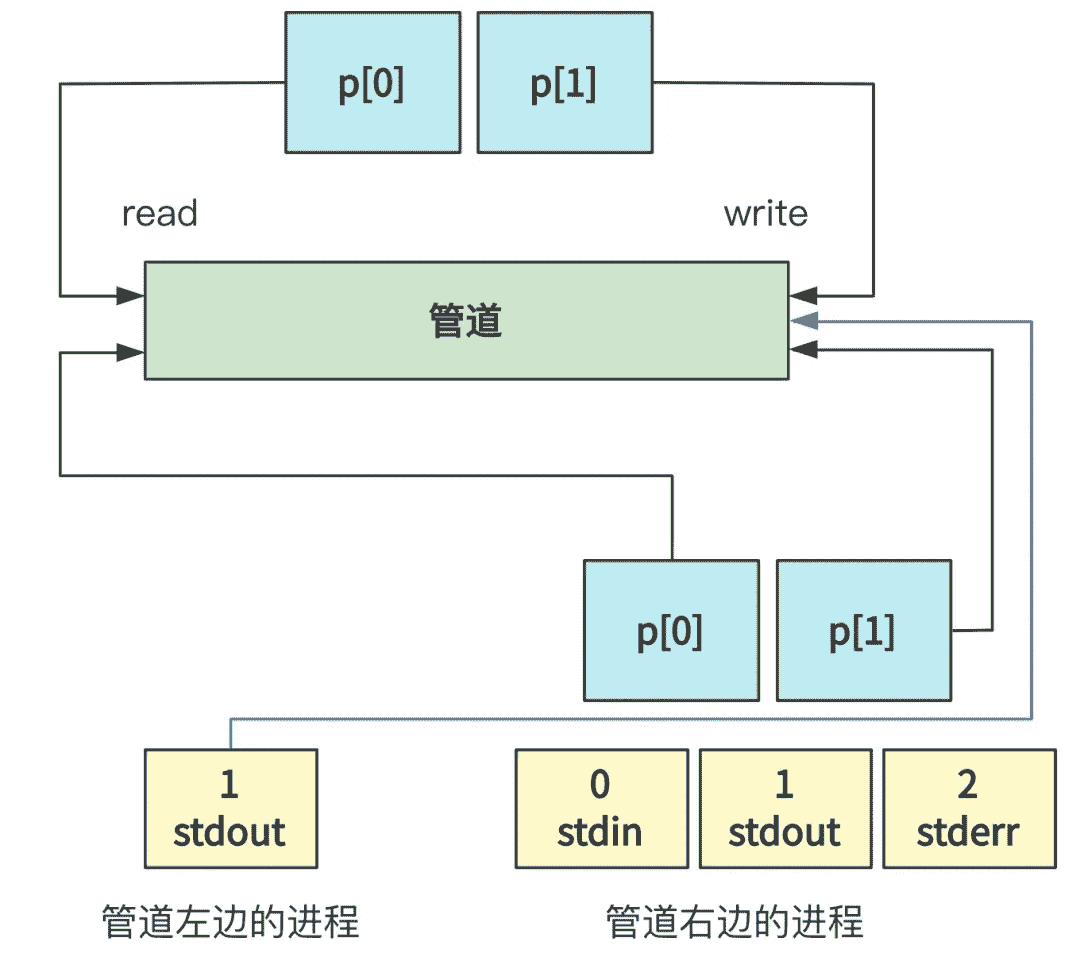 p[0]
p[1]
read
write
管道
p[0]
p[1]
1
stdout
0
stdin
1
stdout
2
stderr
管道左边的进程
管道右边的进程